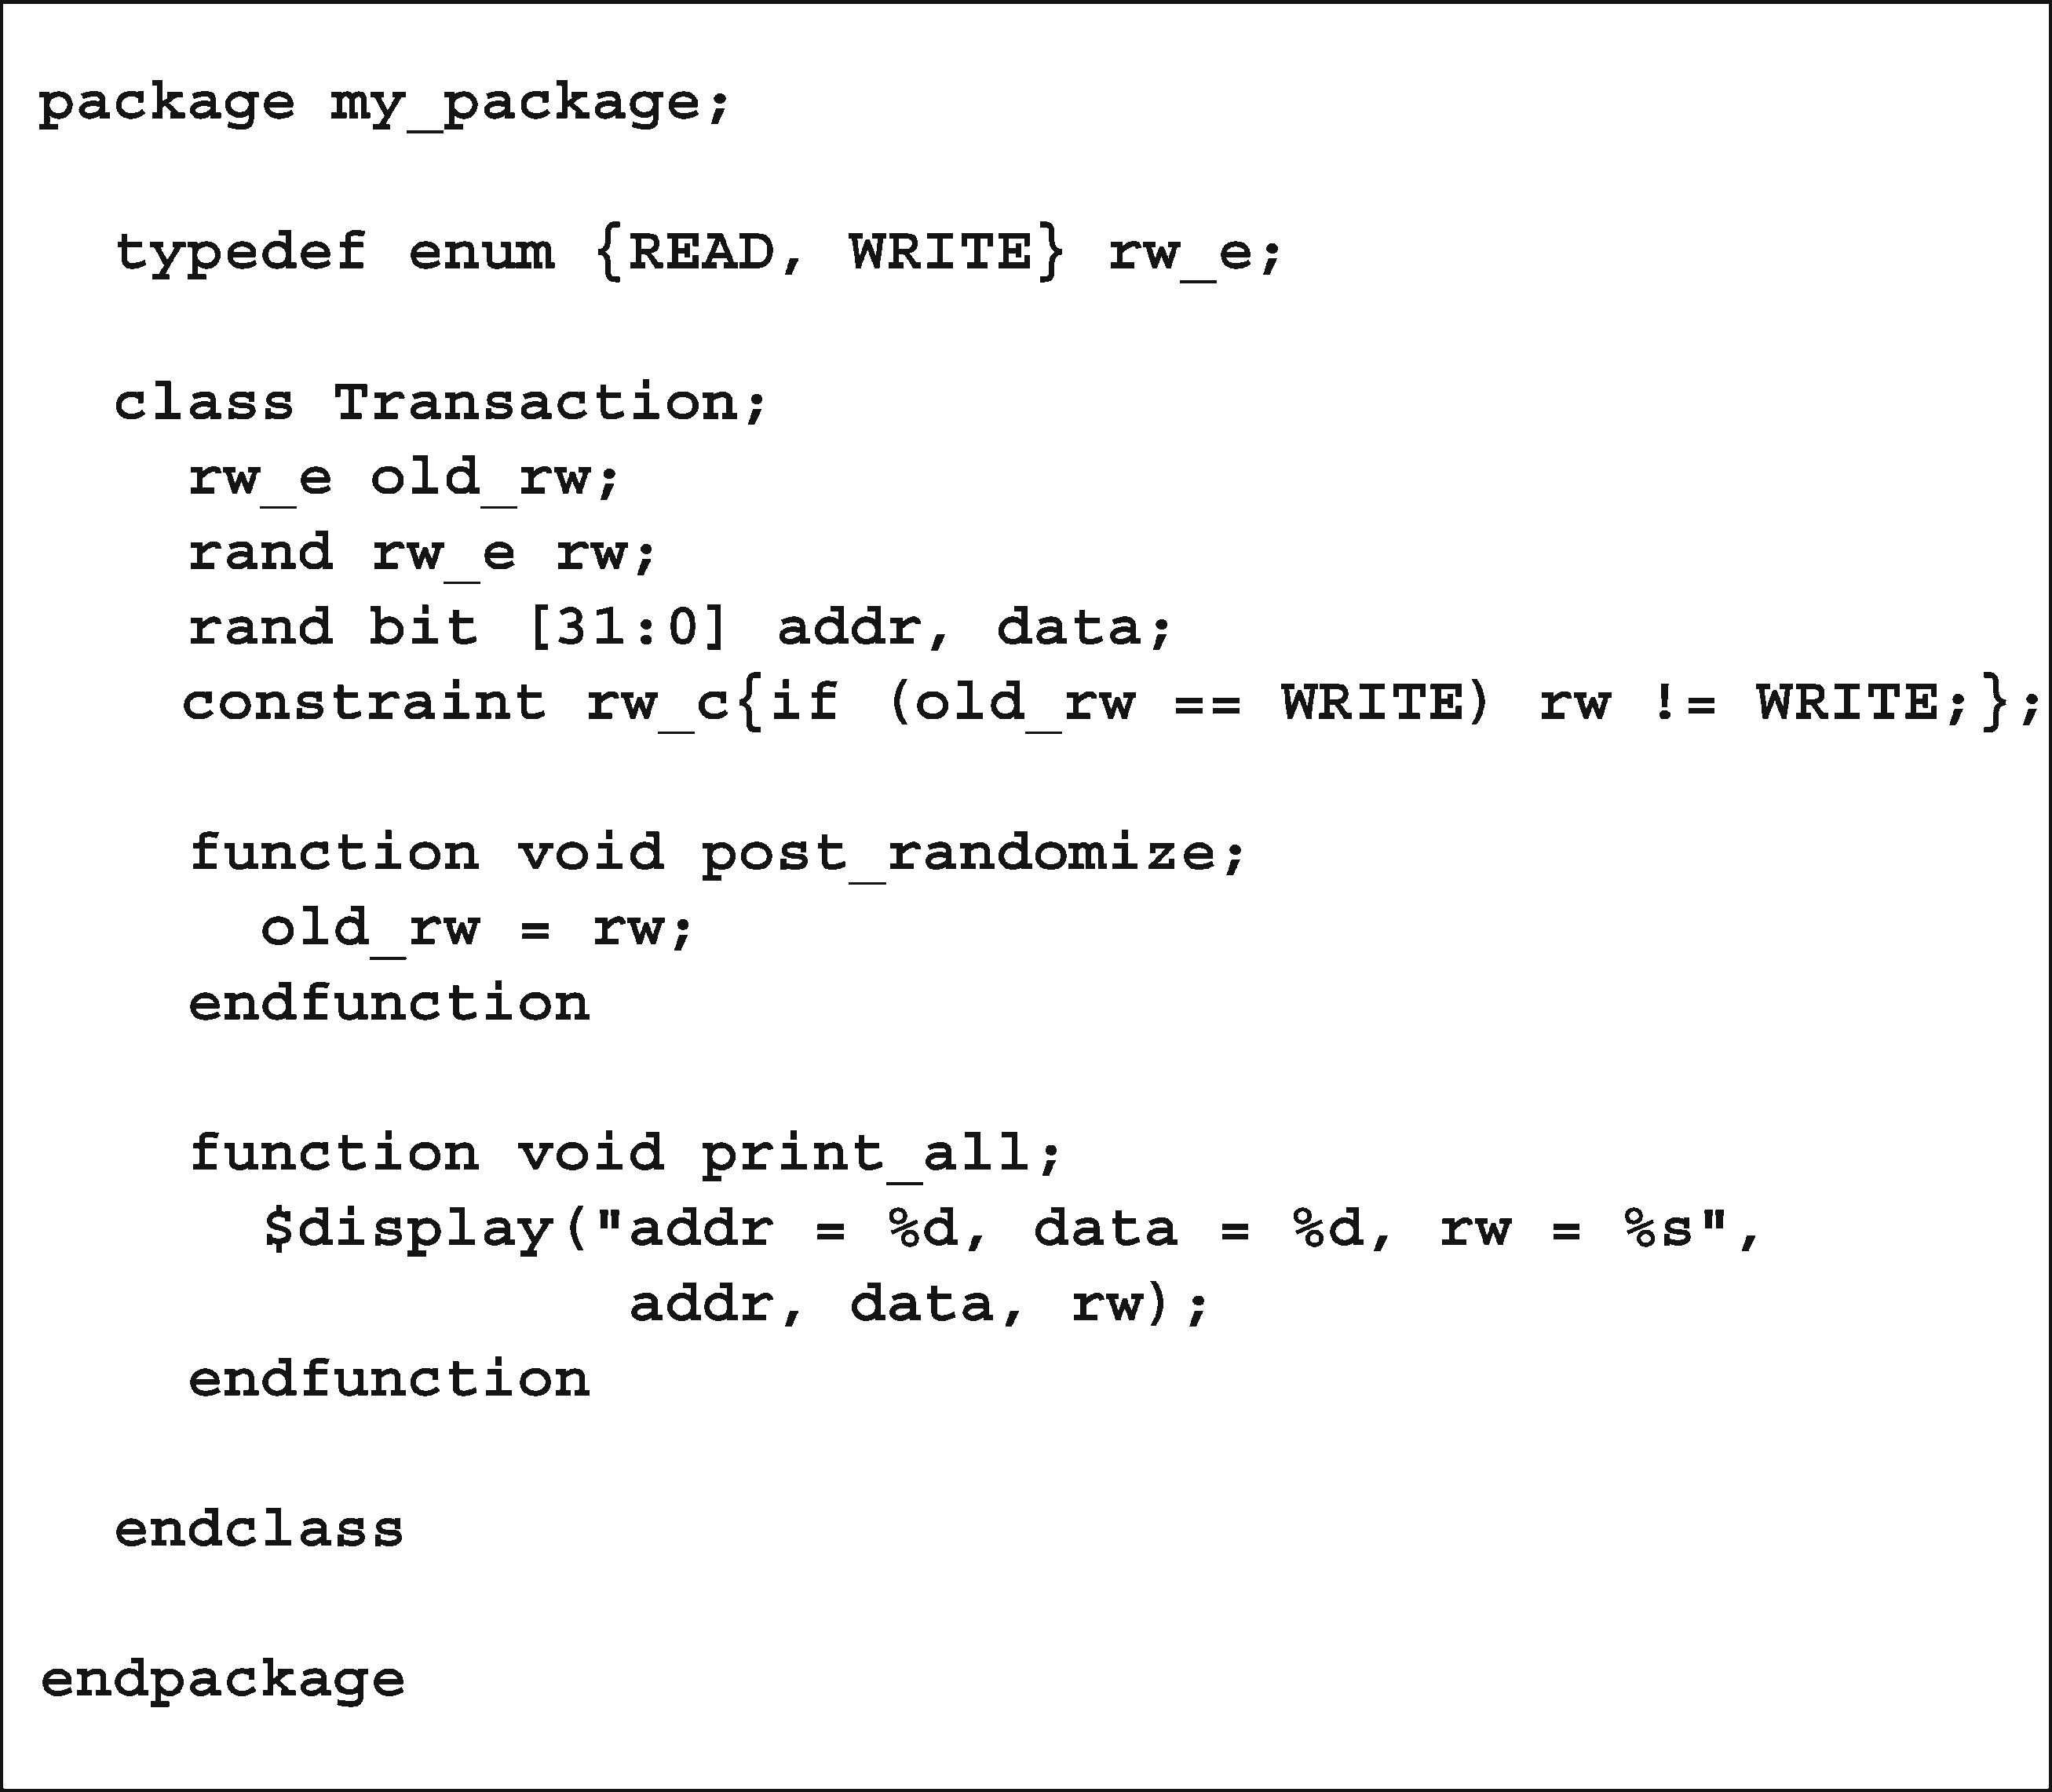 package my_package;
typedef enum {READ, WRITE} rw_e;
class Transaction;
rw_e old_rw;
rand rw_e rw;
rand bit [31:0] addr, data;
constraint rw_c{if (old_rw == WRITE) rw != WRITE;};
function void post_randomize;
old_rw = rw;
endfunction
function void print_all;
$display("addr = %d, data = %d, rw = %s",
addr, data, rw);
endfunction
endclass
endpackage